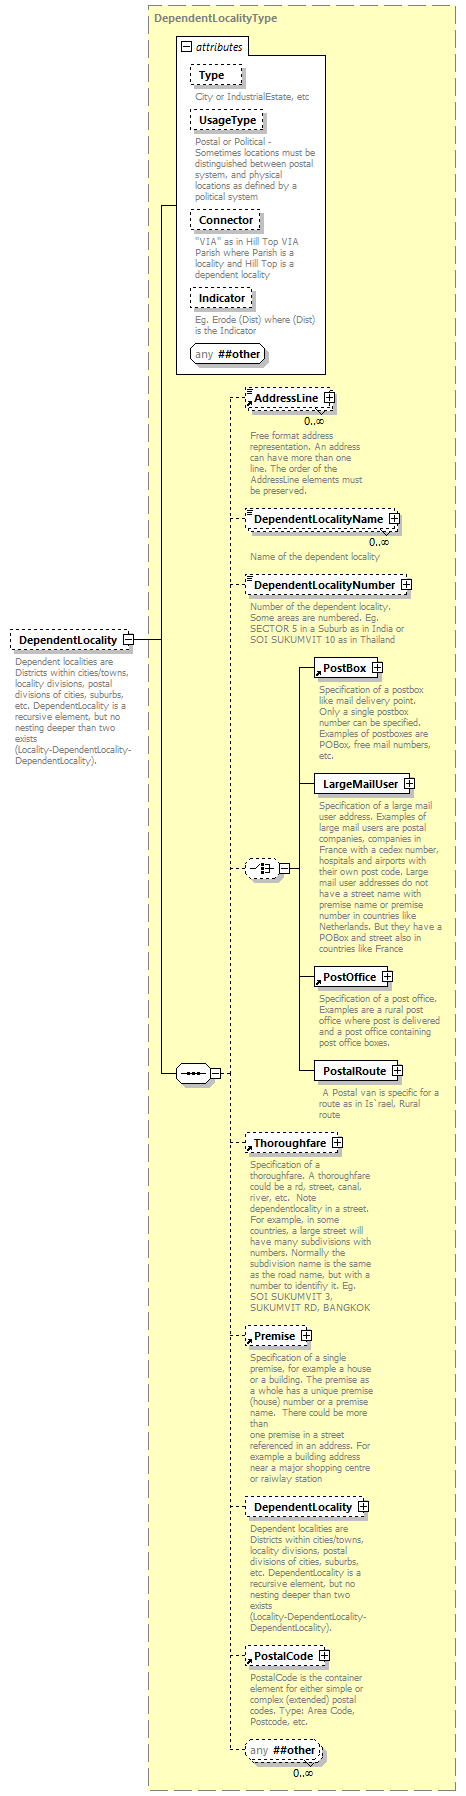 DependentLocalityType
attributes
Type
City or IndustrialEstate, etc
UsageType
Postal or Political -
Sometimes locations must be
distinguished between postal
system, and physical
locations as defined by a
political system
Connector
"VIA" as in Hill Top VIA
Parish where Parish is a
locality and Hill Top is a
dependent locality
Indicator
Eg. Erode (Dist) where (Dist)
is the Indicator
any ##other
AddressLine
0..∞
Free format address
representation. An address
can have more than one
line. The order of the
AddressLine elements must
be preserved.
DependentLocalityName
0..∞
Name of the dependent locality
DependentLocalityNumber
Number of the dependent locality.
Some areas are numbered. Eg.
SECTOR 5 in a Suburb as in India or
SOI SUKUMVIT 10 as in Thailand
DependentLocality
Dependent localities are
Districts within cities/towns,
locality divisions, postal
divisions of cities, suburbs,
etc. DependentLocality is a
recursive element, but no
nesting deeper than two
exists
(Locality-DependentLocality-
DependentLocality).
PostBox
Specification of a postbox
like mail delivery point.
Only a single postbox
number can be specified.
Examples of postboxes are
POBox, free mail numbers,
etc.
LargeMailUser
Specification of a large mail
user address. Examples of
large mail users are postal
companies, companies in
France with a cedex number,
hospitals and airports with
their own post code. Large
mail user addresses do not
have a street name with
premise name or premise
number in countries like
Netherlands. But they have a
POBox and street also in
countries like France
PostOffice
Specification of a post office.
Examples are a rural post
office where post is delivered
and a post office containing
post office boxes.
PostalRoute
A Postal van is specific for a
route as in Is`rael, Rural
route
Thoroughfare
Specification of a
thoroughfare. A thoroughfare
could be a rd, street, canal,
river, etc.  Note
dependentlocality in a street.
For example, in some
countries, a large street will
have many subdivisions with
numbers. Normally the
subdivision name is the same
as the road name, but with a
number to identifiy it. Eg.
SOI SUKUMVIT 3,
SUKUMVIT RD, BANGKOK
Premise
Specification of a single
premise, for example a house
or a building. The premise as
a whole has a unique premise
(house) number or a premise
name.  There could be more
than
one premise in a street
referenced in an address. For
example a building address
near a major shopping centre
or raiwlay station
DependentLocality
Dependent localities are
Districts within cities/towns,
locality divisions, postal
divisions of cities, suburbs,
etc. DependentLocality is a
recursive element, but no
nesting deeper than two
exists
(Locality-DependentLocality-
DependentLocality).
PostalCode
PostalCode is the container
element for either simple or
complex (extended) postal
codes. Type: Area Code,
Postcode, etc.
any ##other
0..∞